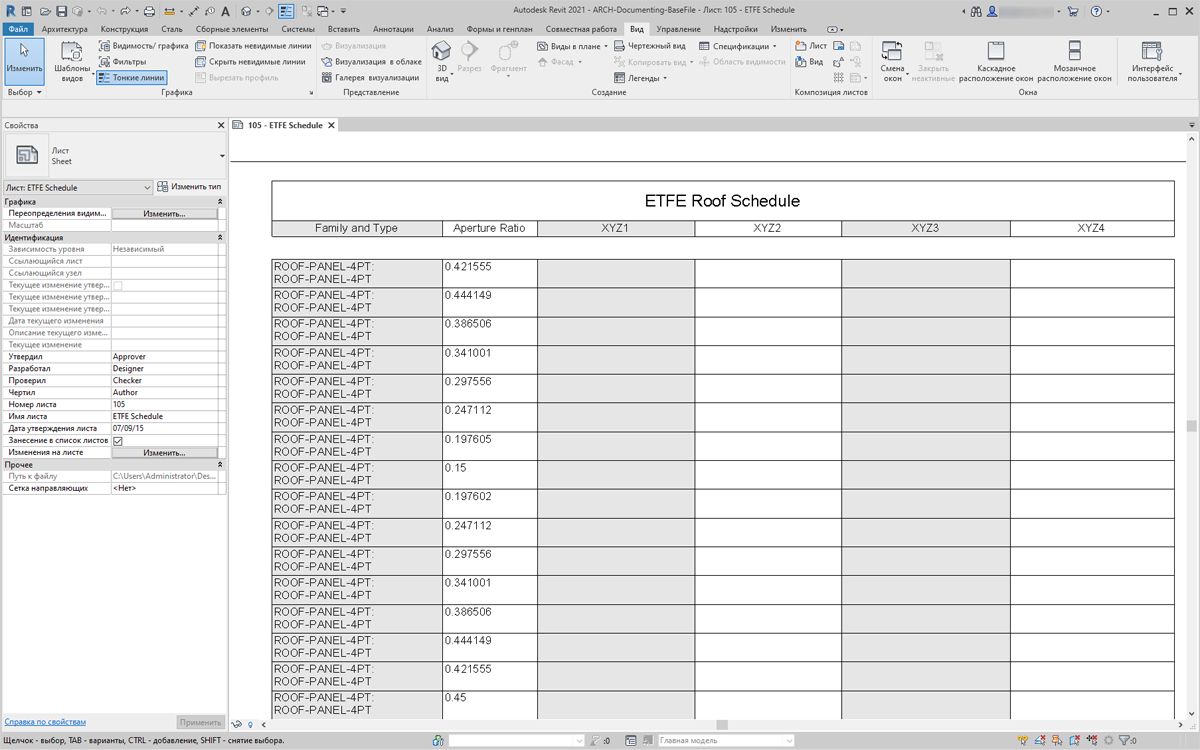 Autodesk Revit 2021 - ARCH-Documenting-BaseFile - Лист: 105 - ETFE Schedule
Файл Архитектура Конструкция Сталь Сборные элементы Системы Вставить Аннотации Анализ Формы и генплан Совместная работа Вид Управление Надстройки Изменить
Изменить
Выбор
Шаблоны видов
Видимость/ графика
Фильтры
Тонкие линии
Показать невидимые линии
Скрыть невидимые линии
Вырезать профиль
Графика
Визуализация
Визуализация в облаке
Галерея визуализации
Представление
3D вид
Разрез
Фрагмент
Виды в плане
Фасад
Чертежный вид
Копировать вид
Легенды
Спецификации
Область видимости
Создание
Лист
Вид
Композиция листов
Смена окон
Закрыть неактивные
Каскадное расположение окон
Мозаичное расположение окон
Окна
Интерфейс пользователя
Свойства
Лист
Sheet
Лист: ETFE Schedule
Изменить тип
Графика
Переопределения видим... Изменить...
Масштаб
Идентификация
Зависимость уровня Независимый
Ссылающийся лист
Ссылающийся узел
Текущее изменение утвер...
Текущее изменение утвер...
Текущее изменение утвер...
Дата текущего изменения
Описание текущего изме...
Текущее изменение
Утвердил Approver
Разработал Designer
Проверил Checker
Чертил Author
Номер листа 105
Имя листа ETFE Schedule
Дата утверждения листа 07/09/15
Занесение в список листов
Изменения на листе Изменить...
Прочее
Путь к файлу C:\Users\Administrator\Des...
Сетка направляющих <Нет>
Справка по свойствам
Применить
105 - ETFE Schedule
ETFE Roof Schedule
Family and Type Aperture Ratio XYZ1 XYZ2 XYZ3 XYZ4
ROOF-PANEL-4PT: 0.421555
ROOF-PANEL-4PT
ROOF-PANEL-4PT: 0.444149
ROOF-PANEL-4PT
ROOF-PANEL-4PT: 0.386506
ROOF-PANEL-4PT
ROOF-PANEL-4PT: 0.341001
ROOF-PANEL-4PT
ROOF-PANEL-4PT: 0.297556
ROOF-PANEL-4PT
ROOF-PANEL-4PT: 0.247112
ROOF-PANEL-4PT
ROOF-PANEL-4PT: 0.197605
ROOF-PANEL-4PT
ROOF-PANEL-4PT: 0.15
ROOF-PANEL-4PT
ROOF-PANEL-4PT: 0.197602
ROOF-PANEL-4PT
ROOF-PANEL-4PT: 0.247112
ROOF-PANEL-4PT
ROOF-PANEL-4PT: 0.297556
ROOF-PANEL-4PT
ROOF-PANEL-4PT: 0.341001
ROOF-PANEL-4PT
ROOF-PANEL-4PT: 0.386506
ROOF-PANEL-4PT
ROOF-PANEL-4PT: 0.444149
ROOF-PANEL-4PT
ROOF-PANEL-4PT: 0.421555
ROOF-PANEL-4PT
ROOF-PANEL-4PT: 0.45
ROOF-PANEL-4PT
Щелчок - выбор, TAB - варианты, CTRL - добавление, SHIFT - снятие выбора.
:0
Главная модель
:0